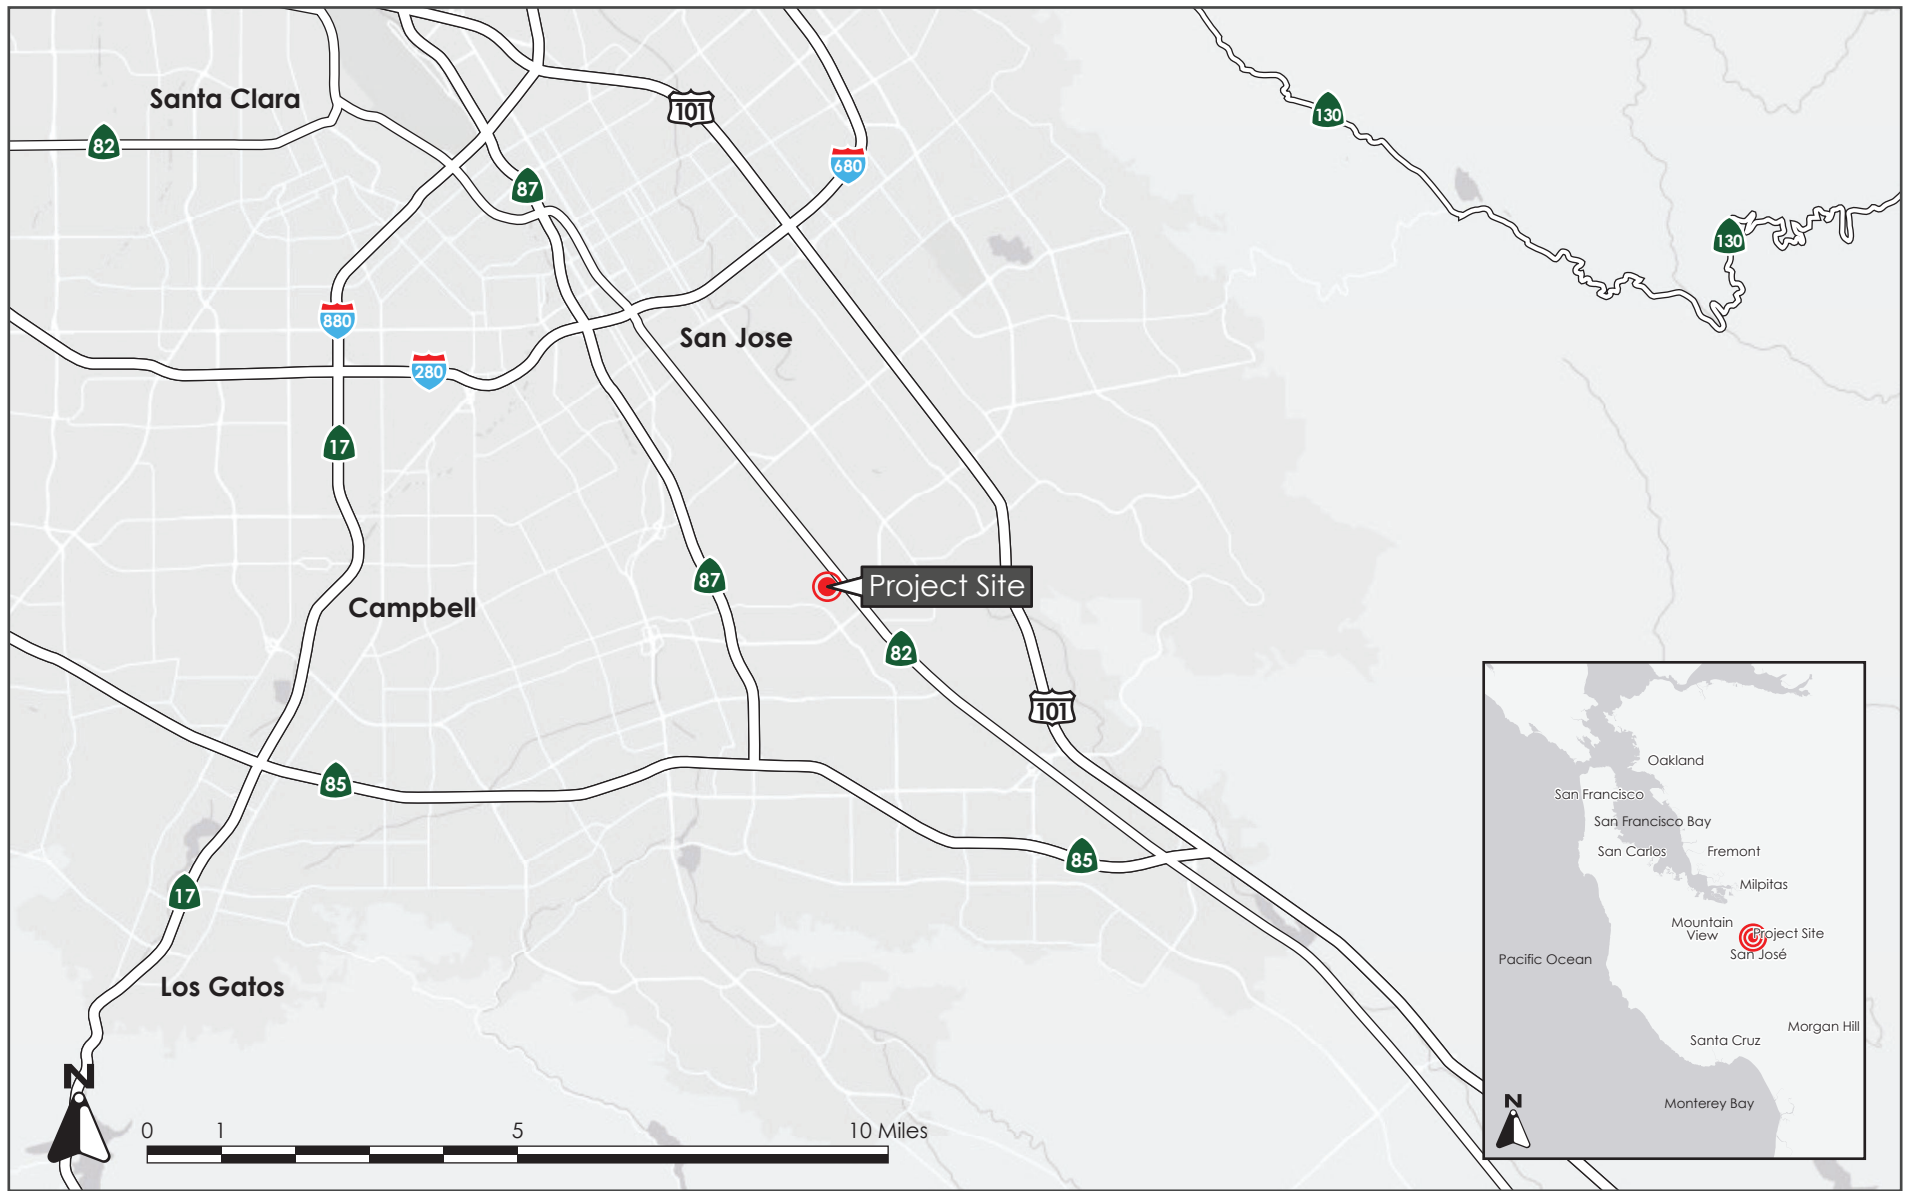 Santa Clara
82
101
130
680
87
130
880
San Jose
280
17
87
Project Site
Campbell
82
101
85
85
17
Los Gatos
N
0 1 5 10 Miles
Oakland
San Francisco
San Francisco Bay
San Carlos
Fremont
Milpitas
Mountain
View
Project Site
San José
Pacific Ocean
Morgan Hill
Santa Cruz
Monterey Bay
N